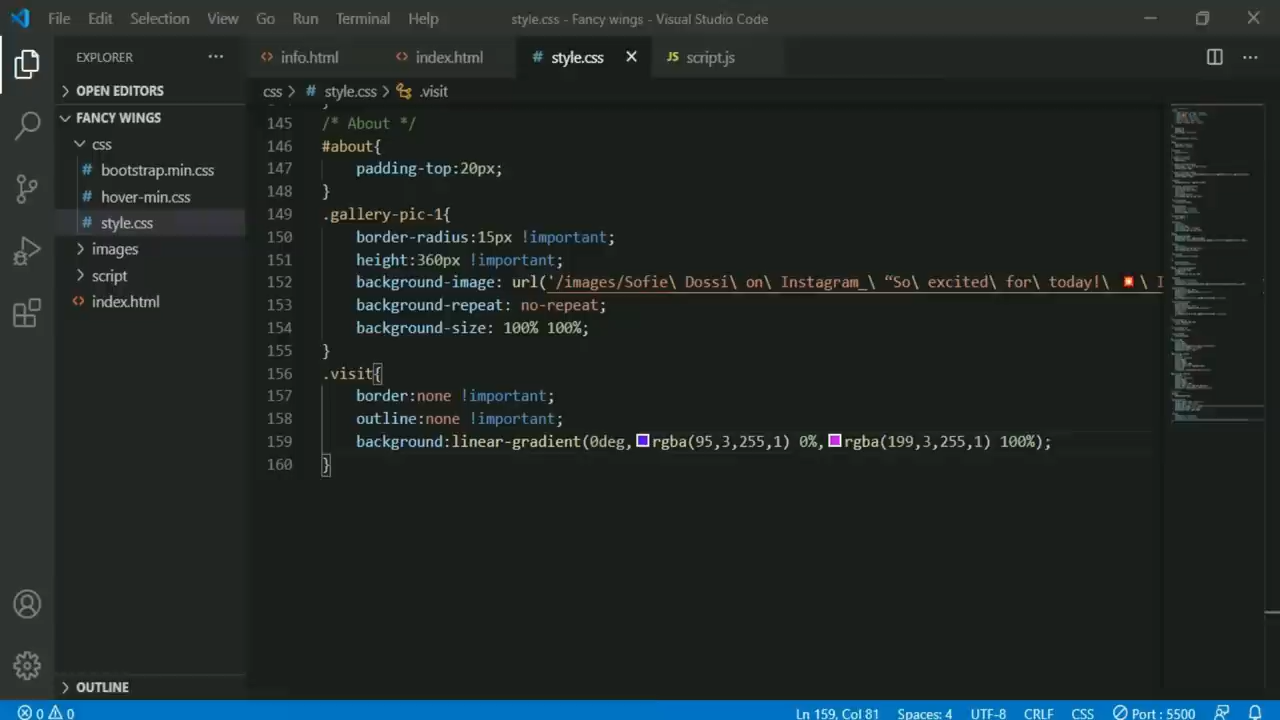 File Edit Selection View Go Run Terminal Help style.css - Fancy wings - Visual Studio Code
EXPLORER ··· <> info.html <> index.html # style.css × JS script.js ···
OPEN EDITORS css > # style.css > .visit
FANCY WINGS
css
# bootstrap.min.css
# hover-min.css
# style.css
images
script
<> index.html
145 /* About */
146 #about{
147 padding-top:20px;
148 }
149 .gallery-pic-1{
150 border-radius:15px !important;
151 height:360px !important;
152 background-image: url('/images/Sofie\ Dossi\ on\ Instagram_\ “So\ excited\ for\ today!\ 💥\ I
153 background-repeat: no-repeat;
154 background-size: 100% 100%;
155 }
156 .visit{
157 border:none !important;
158 outline:none !important;
159 background:linear-gradient(0deg,rgba(95,3,255,1) 0%,rgba(199,3,255,1) 100%);
160 }
OUTLINE
0 0 Ln 159, Col 81 Spaces: 4 UTF-8 CRLF CSS Port : 5500